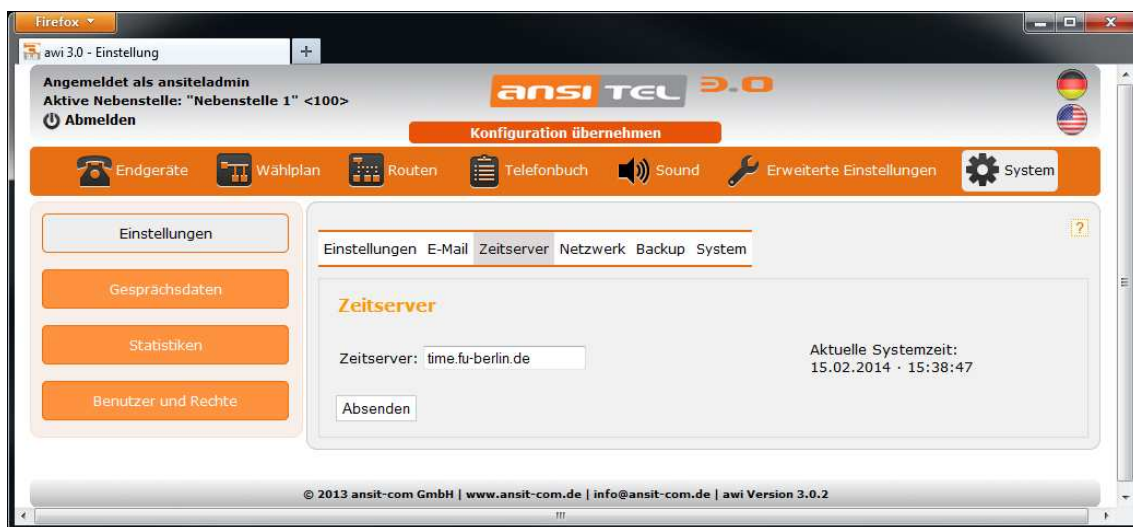 Firefox
awi 3.0 - Einstellung
Angemeldet als ansiteladmin
Aktive Nebenstelle: "Nebenstelle 1" <100>
Abmelden
ansi TEL 3.0
Konfiguration übernehmen
Endgeräte Wählplan Routen Telefonbuch Sound Erweiterte Einstellungen System
Einstellungen
Gesprächsdaten
Statistiken
Benutzer und Rechte
Einstellungen E-Mail Zeitserver Netzwerk Backup System
?
Zeitserver
Zeitserver: time.fu-berlin.de
Aktuelle Systemzeit:
15.02.2014 · 15:38:47
Absenden
© 2013 ansit-com GmbH | www.ansit-com.de | info@ansit-com.de | awi Version 3.0.2